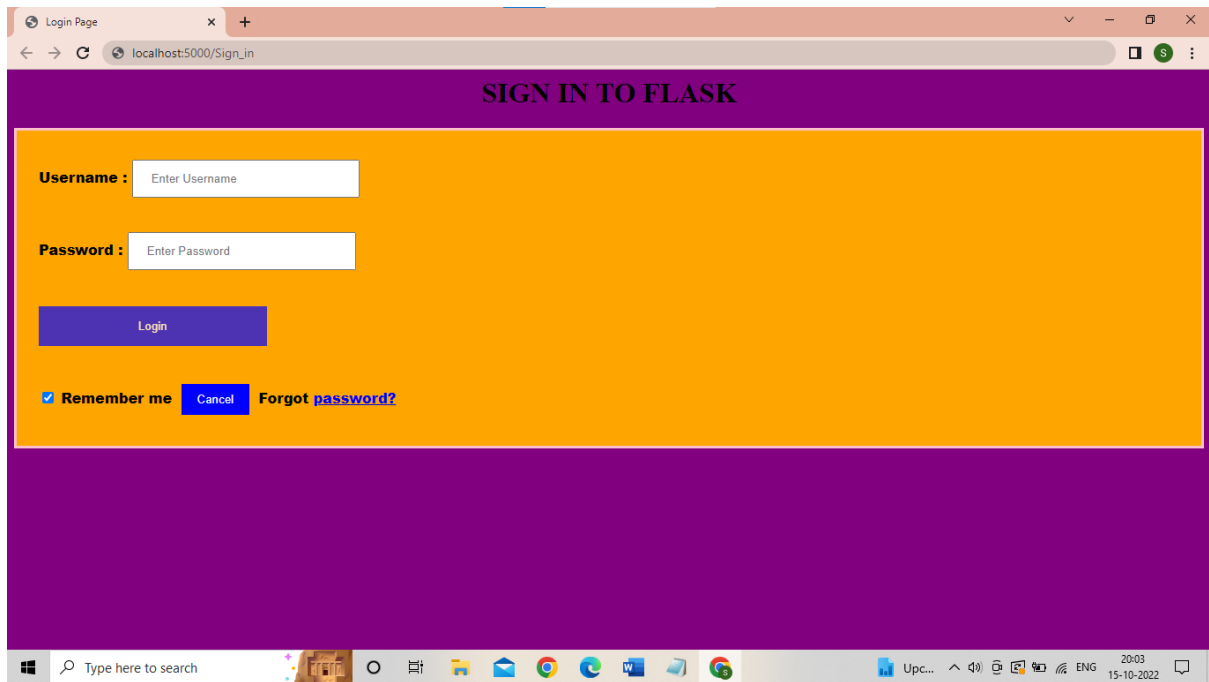 Login Page
localhost:5000/Sign_in
S
SIGN IN TO FLASK
Username : Enter Username
Password : Enter Password
Login
Remember me Cancel Forgot password?
Type here to search
W
S
Upc... ENG
20:03
15-10-2022